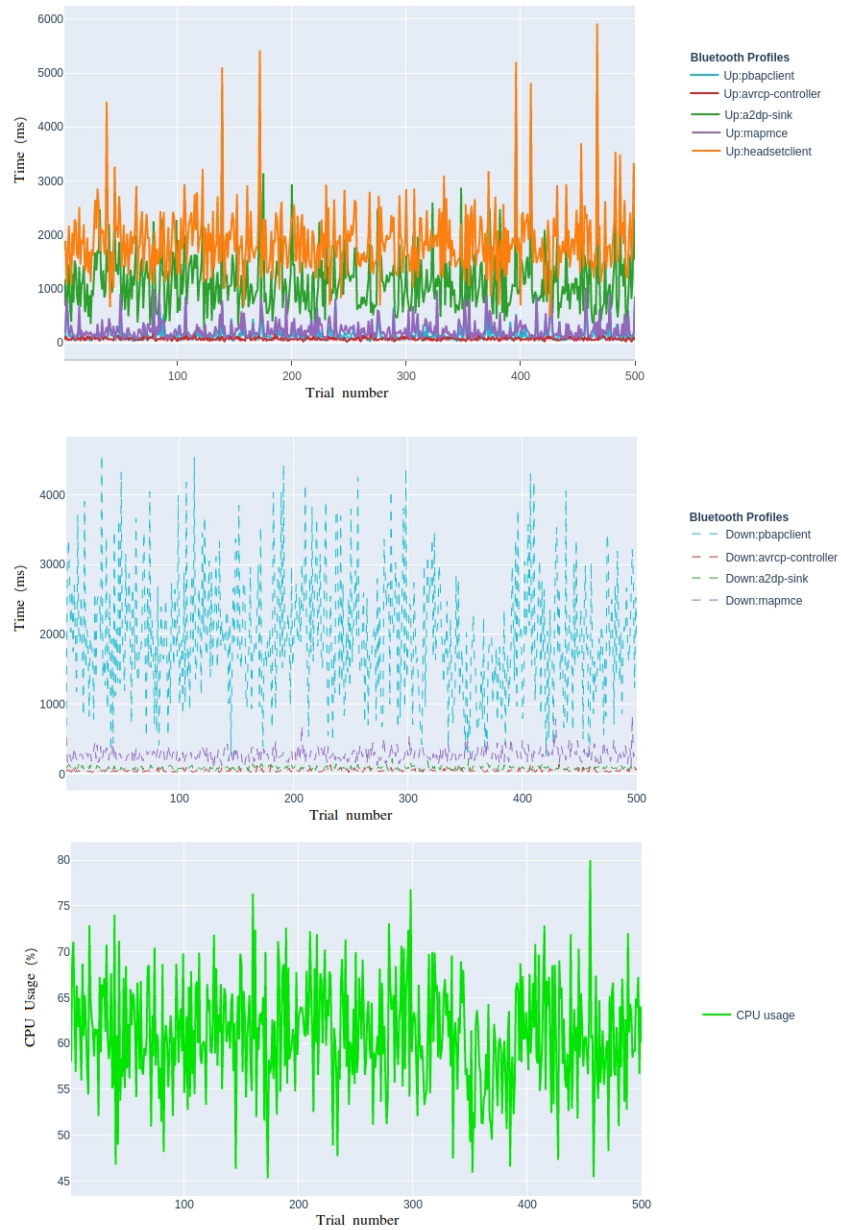 6000
5000
4000
3000
2000
1000
0
Time (ms)
100
200
300
400
500
Trial number
Bluetooth Profiles
Up:pbapclient
Up:avrcp-controller
Up:a2dp-sink
Up:mapmce
Up:headsetclient
4000
3000
2000
1000
0
Time (ms)
100
200
300
400
500
Trial number
Bluetooth Profiles
Down:pbapclient
Down:avrcp-controller
Down:a2dp-sink
Down:mapmce
80
75
70
65
60
55
50
45
CPU Usage (%)
100
200
300
400
500
Trial number
CPU usage